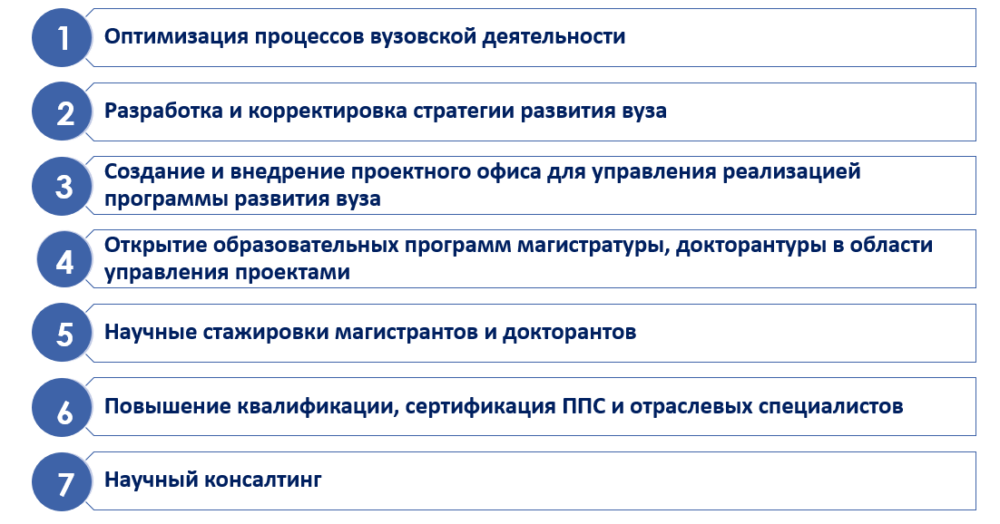 1
Оптимизация процессов вузовской деятельности
2
Разработка и корректировка стратегии развития вуза
3
Создание и внедрение проектного офиса для управления реализацией
программы развития вуза
4
Открытие образовательных программ магистратуры, докторантуры в области
управления проектами
5
Научные стажировки магистрантов и докторантов
6
Повышение квалификации, сертификация ППС и отраслевых специалистов
7
Научный консалтинг